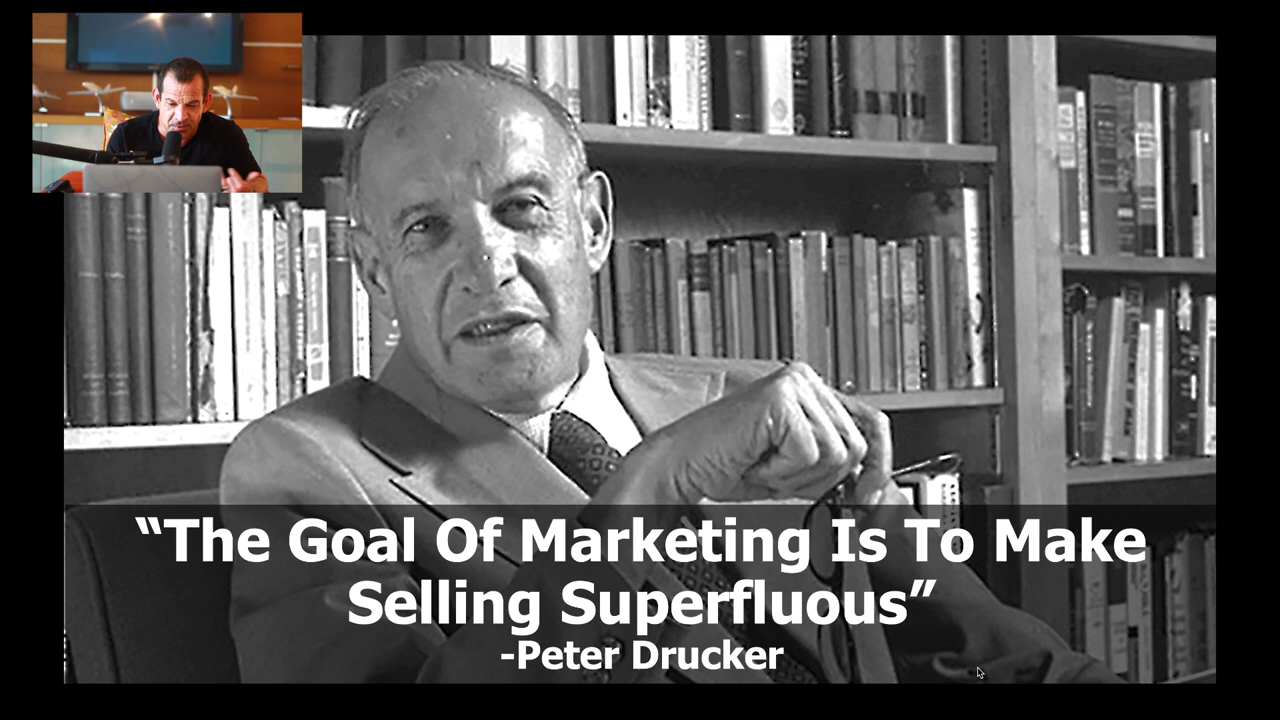 “The Goal Of Marketing Is To Make
Selling Superfluous”
-Peter Drucker